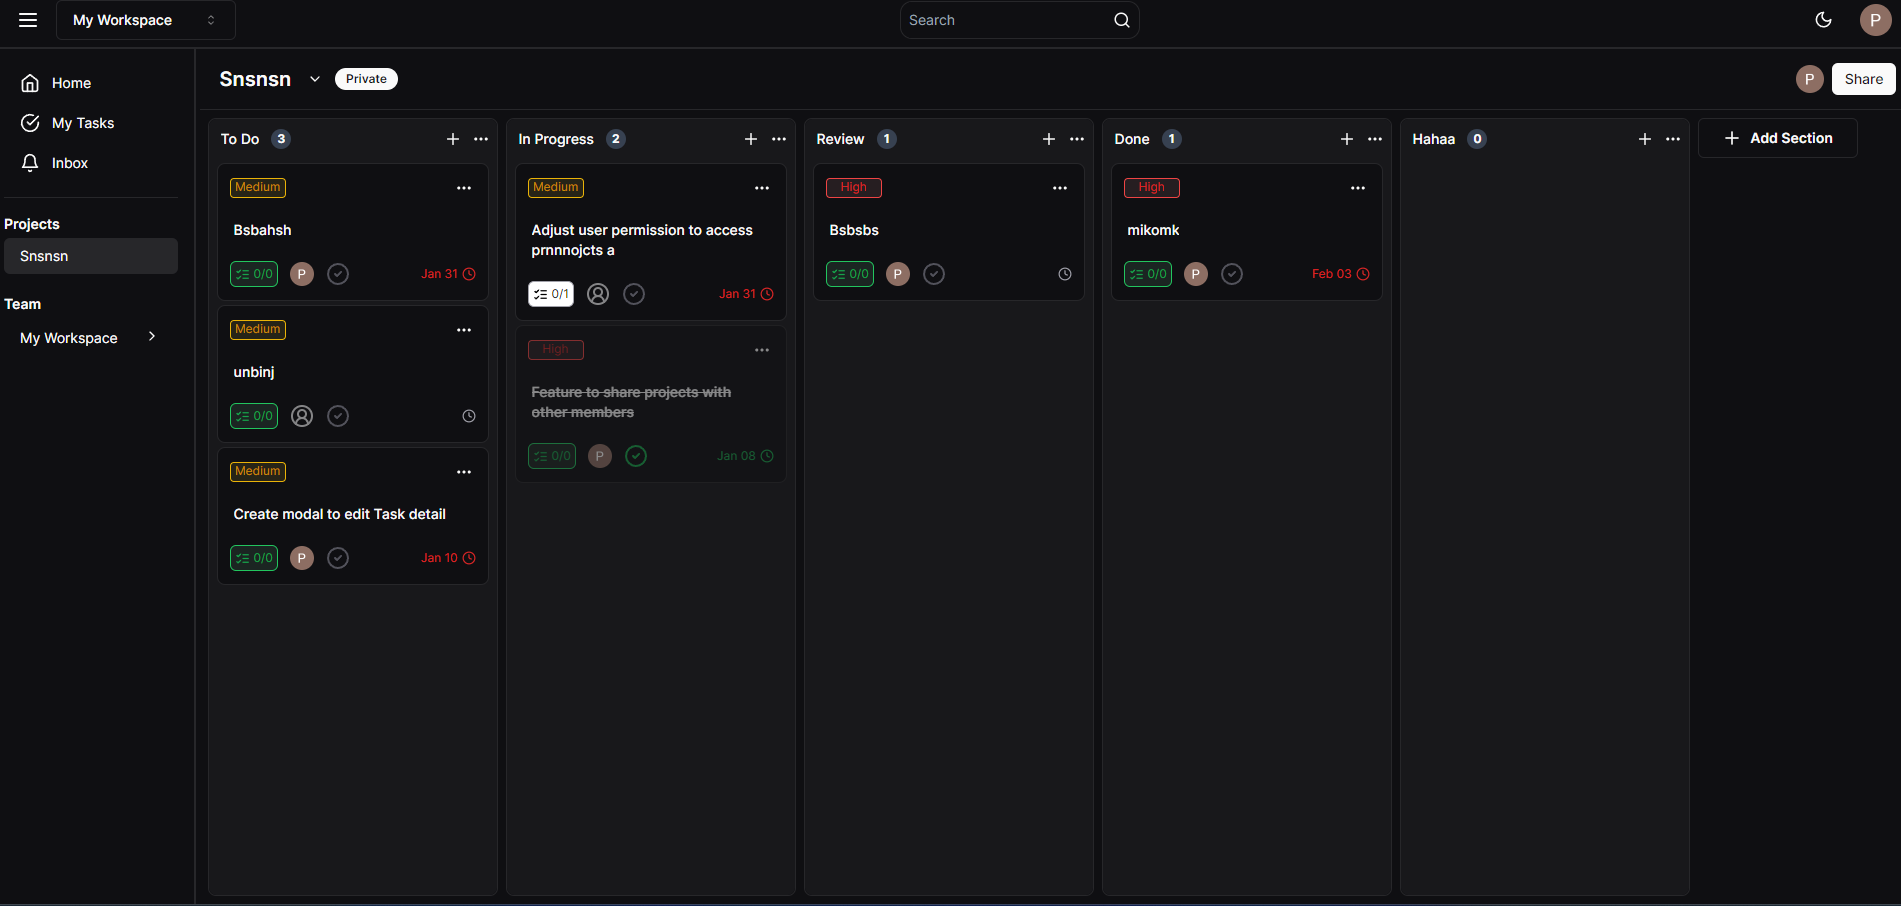 My Workspace
Search
P
Home
My Tasks
Inbox
Projects
Snsnsn
Team
My Workspace
Snsnsn
Private
P
Share
To Do 3
Medium
Bsbahsh
0/0 P Jan 31
Medium
unbinj
0/0
Medium
Create modal to edit Task detail
0/0 P Jan 10
In Progress 2
Medium
Adjust user permission to access
prnnnojcts a
0/1 Jan 31
High
Feature to share projects with
other members
0/0 P Jan 08
Review 1
High
Bsbsbs
0/0 P
Done 1
High
mikomk
0/0 P Feb 03
Hahaa 0
Add Section